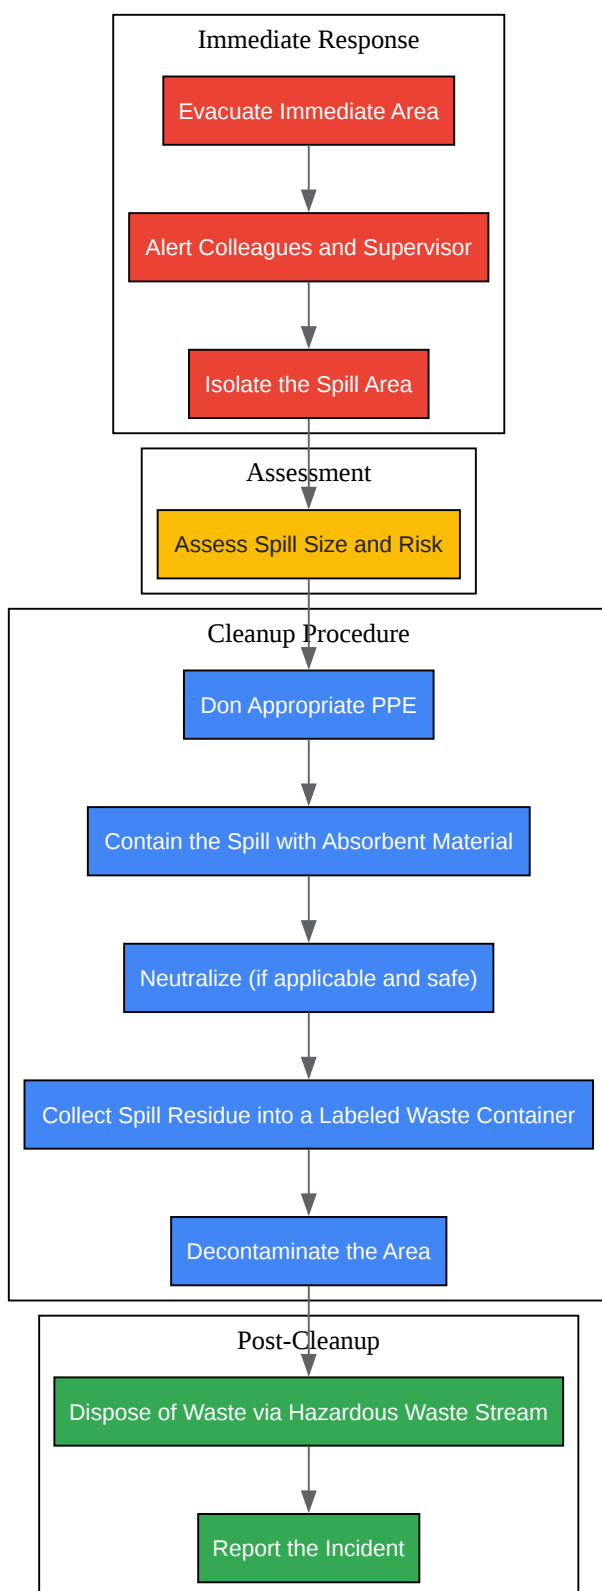 Immediate Response
Evacuate Immediate Area
Alert Colleagues and Supervisor
Isolate the Spill Area
Assessment
Assess Spill Size and Risk
Cleanup Procedure
Don Appropriate PPE
Contain the Spill with Absorbent Material
Neutralize (if applicable and safe)
Collect Spill Residue into a Labeled Waste Container
Decontaminate the Area
Post-Cleanup
Dispose of Waste via Hazardous Waste Stream
Report the Incident